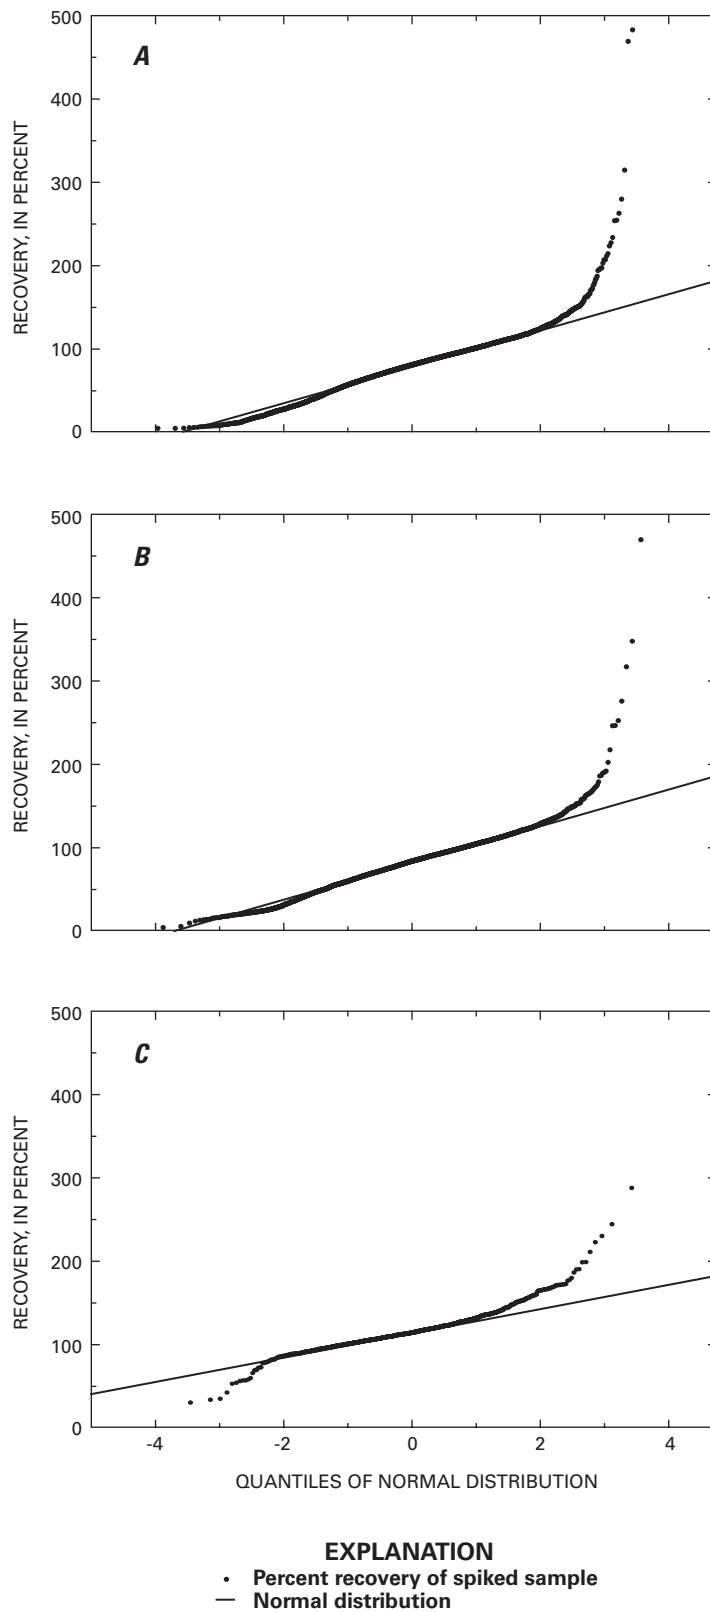 500
A
400
300
200
100
0
RECOVERY, IN PERCENT
500
B
400
300
200
100
0
RECOVERY, IN PERCENT
500
C
400
300
200
100
0
RECOVERY, IN PERCENT
-4 -2 0 2 4
QUANTILES OF NORMAL DISTRIBUTION
EXPLANATION
Percent recovery of spiked sample
Normal distribution